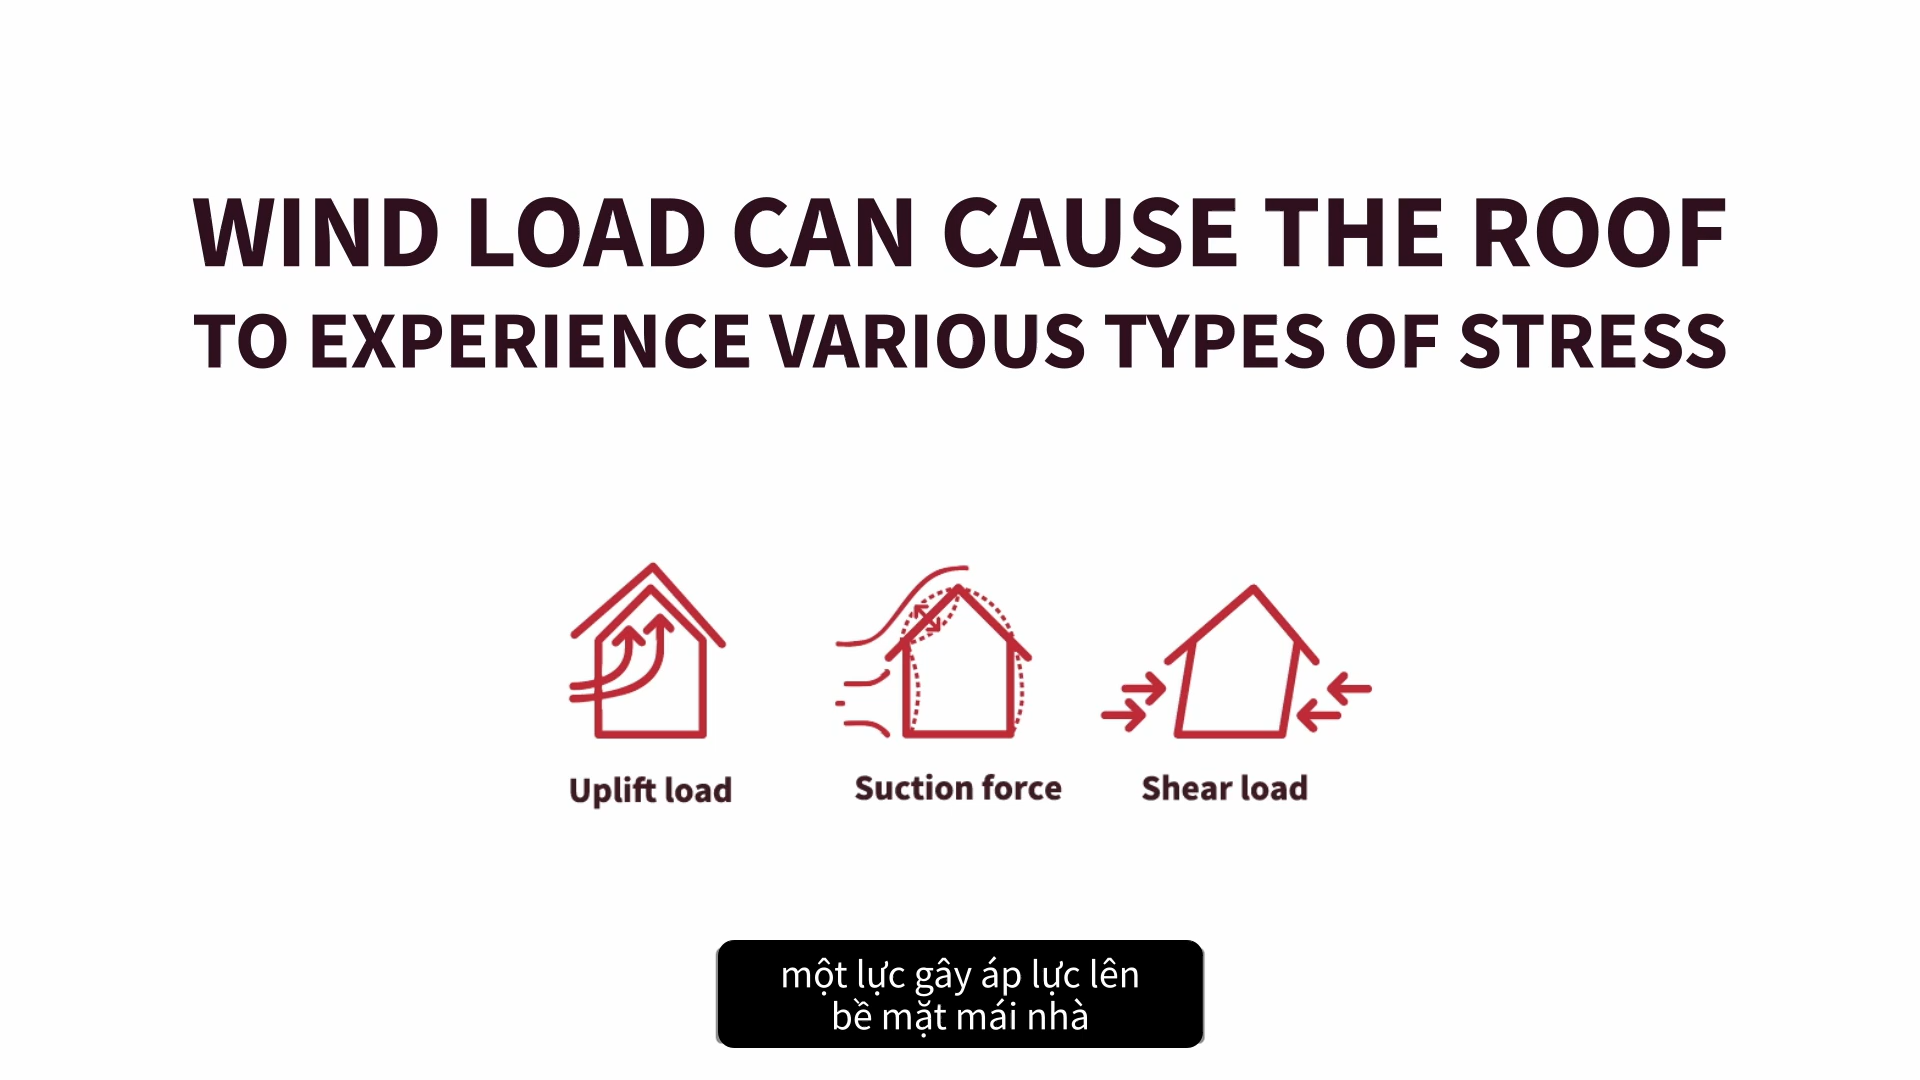 WIND LOAD CAN CAUSE THE ROOF
TO EXPERIENCE VARIOUS TYPES OF STRESS
Uplift load
Suction force
Shear load
một lực gây áp lực lên
bề mặt mái nhà